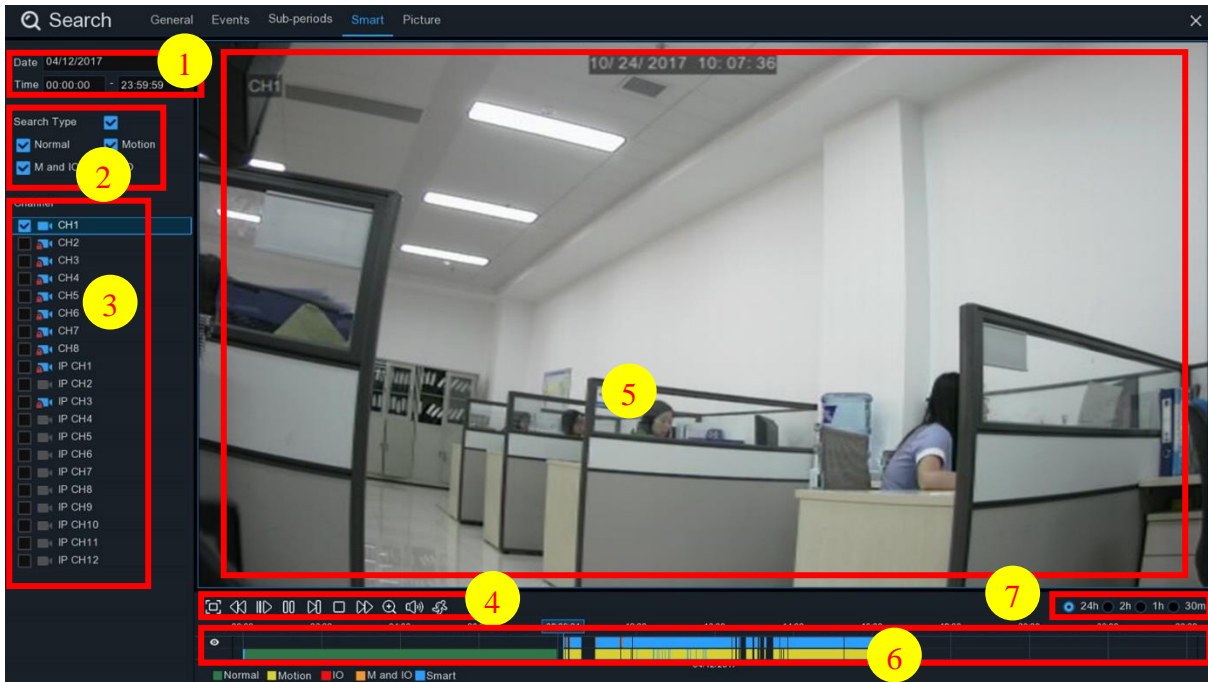 Search General Events Sub-periods Smart Picture
Date 04/12/2017 1
Time 00:00:00 - 23:59:59
10/ 24/ 2017 10: 07: 36
CH1
Search Type
Normal Motion
M and IO
2
Channel
CH1
CH2
CH3
CH4
CH5
CH6
CH7
CH8
IP CH1
IP CH2
IP CH3
IP CH4
IP CH5
IP CH6
IP CH7
IP CH8
IP CH9
IP CH10
IP CH11
IP CH12
3
5
4
7
24h 2h 1h 30m
6
04/12/2017
Normal Motion IO M and IO Smart